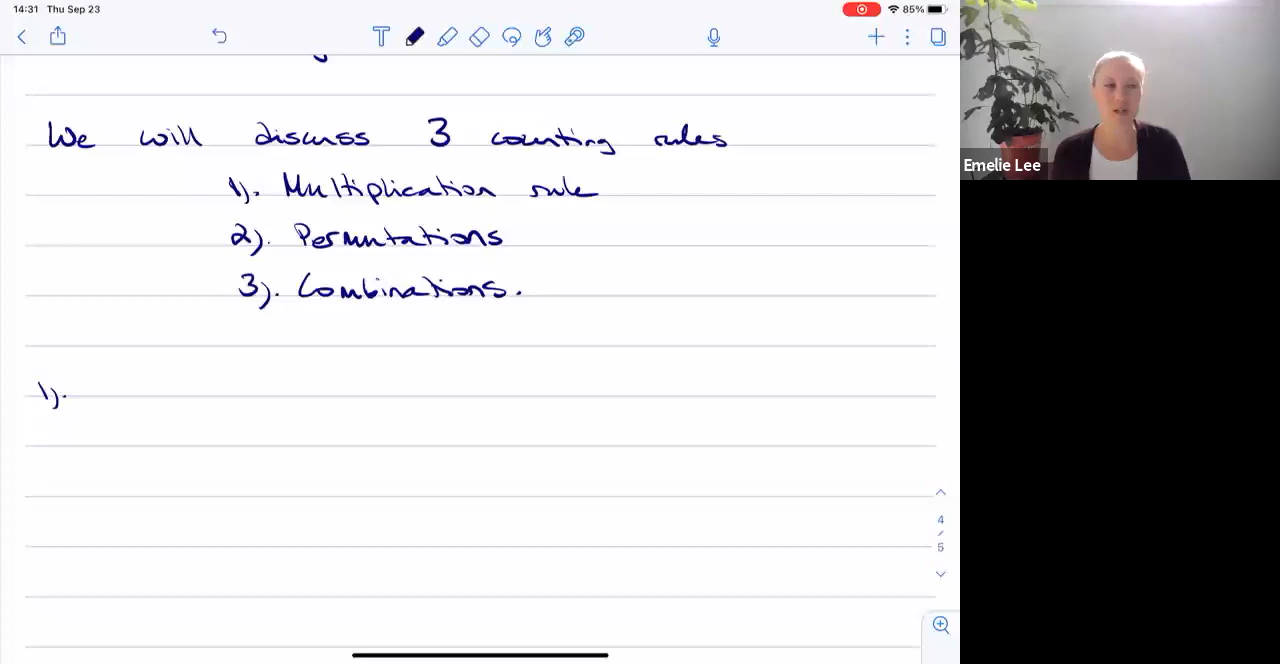 14:31 Thu Sep 23 85%
We will discuss 3 counting rules
1). Multiplication rule
2). Permutations
3). Combinations.
1).
4
/
5
Emelie Lee